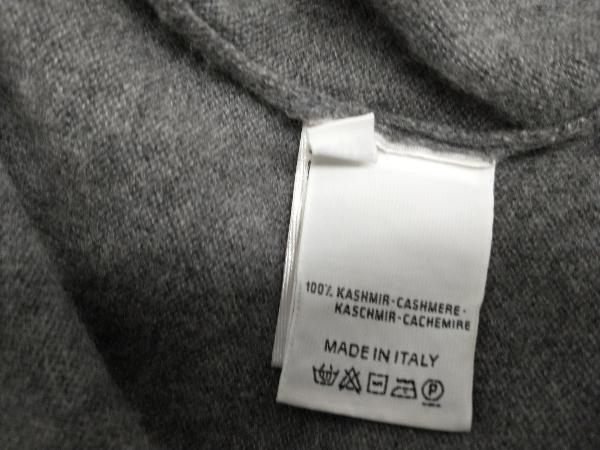 100% KASHMIR-CASHMERE-
KASCHMIR-CACHEMIRE
MADE IN ITALY
P